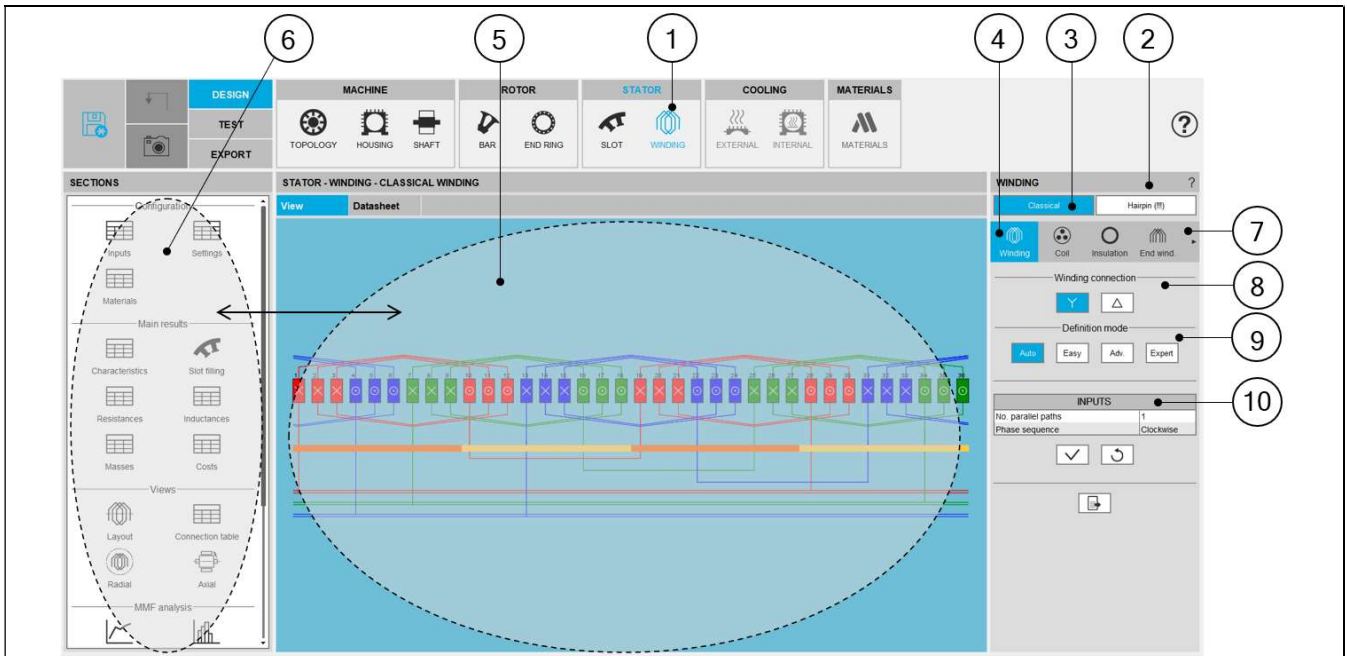 6 5 1 4 3 2
DESIGN
TEST
EXPORT
MACHINE
TOPOLOGY HOUSING SHAFT
ROTOR
BAR END RING
STATOR
SLOT WINDING
COOLING
EXTERNAL INTERNAL
MATERIALS
MATERIALS
?
SECTIONS
Configuration
Inputs Settings
Materials
Main results
Characteristics Slot filling
Resistances Inductances
Masses Costs
Views
Layout Connection table
Radial Axial
MMF analysis
STATOR - WINDING - CLASSICAL WINDING
View Datasheet
WINDING ?
Classical Hairpin (!!!)
Winding Coil Insulation End wind.
7
Winding connection
8
Definition mode
9
Auto Easy Adv. Expert
INPUTS
10
No. parallel paths 1
Phase sequence Clockwise